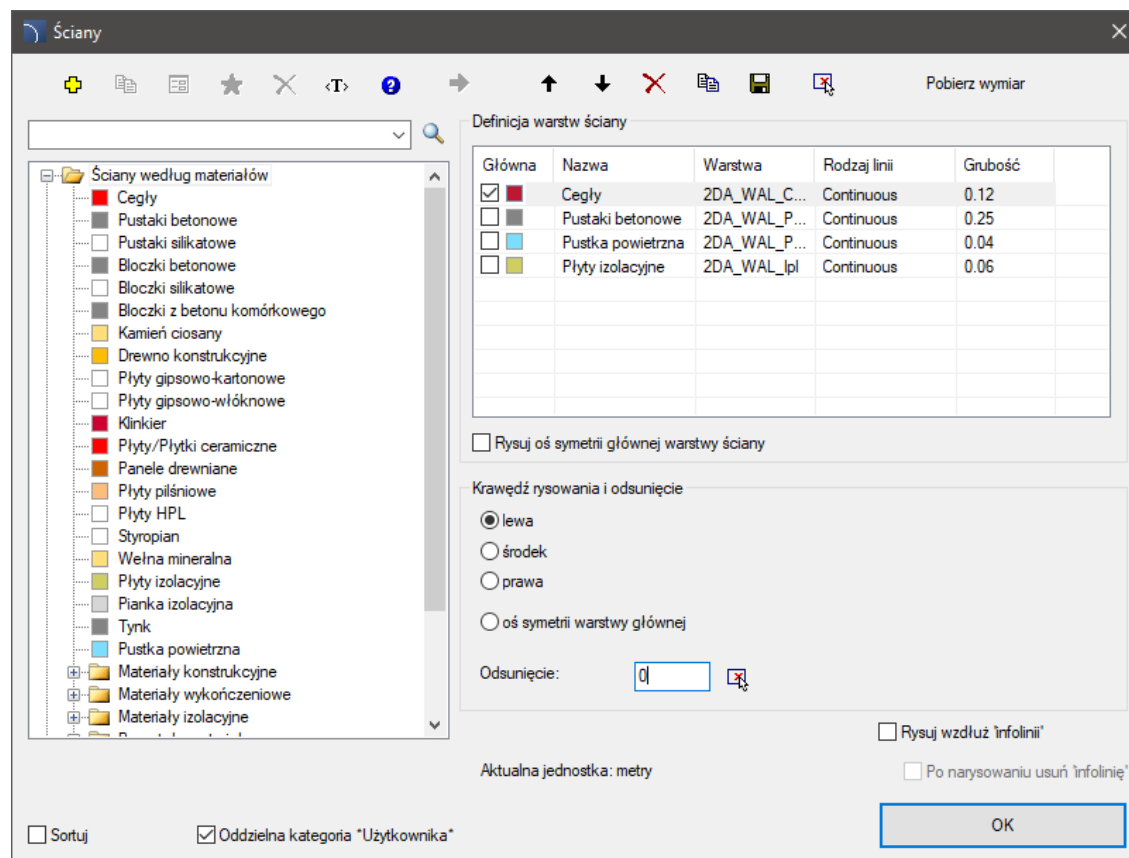 Ściany
<T>
Pobierz wymiar
Ściany według materiałów
Cegły
Pustaki betonowe
Pustaki silikatowe
Bloczki betonowe
Bloczki silikatowe
Bloczki z betonu komórkowego
Kamień ciosany
Drewno konstrukcyjne
Płyty gipsowo-kartonowe
Płyty gipsowo-włóknowe
Klinkier
Płyty/Płytki ceramiczne
Panele drewniane
Płyty pilśniowe
Płyty HPL
Styropian
Wełna mineralna
Płyty izolacyjne
Pianka izolacyjna
Tynk
Pustka powietrzna
Materiały konstrukcyjne
Materiały wykończeniowe
Materiały izolacyjne
Sortuj
Oddzielna kategoria *Użytkownika*
Definicja warstw ściany
Główna Nazwa Warstwa Rodzaj linii Grubość
Cegły 2DA_WAL_C... Continuous 0.12
Pustaki betonowe 2DA_WAL_P... Continuous 0.25
Pustka powietrzna 2DA_WAL_P... Continuous 0.04
Płyty izolacyjne 2DA_WAL_Ipl Continuous 0.06
Rysuj oś symetrii głównej warstwy ściany
Krawędź rysowania i odsunięcie
lewa
środek
prawa
oś symetrii warstwy głównej
Odsunięcie: 0
Rysuj wzdłuż 'infolinii'
Aktualna jednostka: metry
Po narysowaniu usuń 'infolinię'
OK